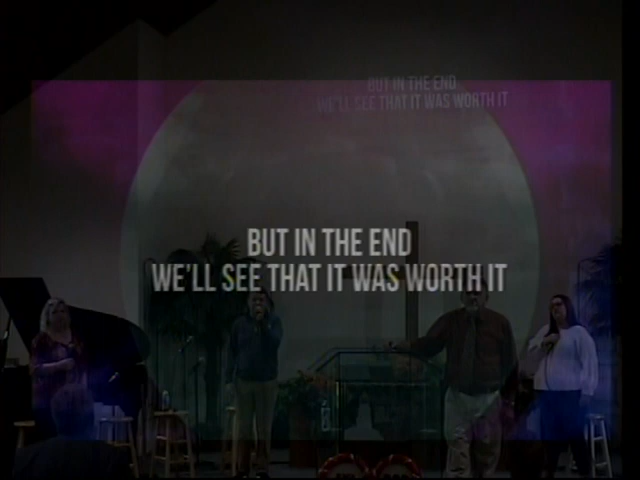 BUT IN THE END
WE'LL SEE THAT IT WAS WORTH IT
BUT IN THE END
WE'LL SEE THAT IT WAS WORTH IT